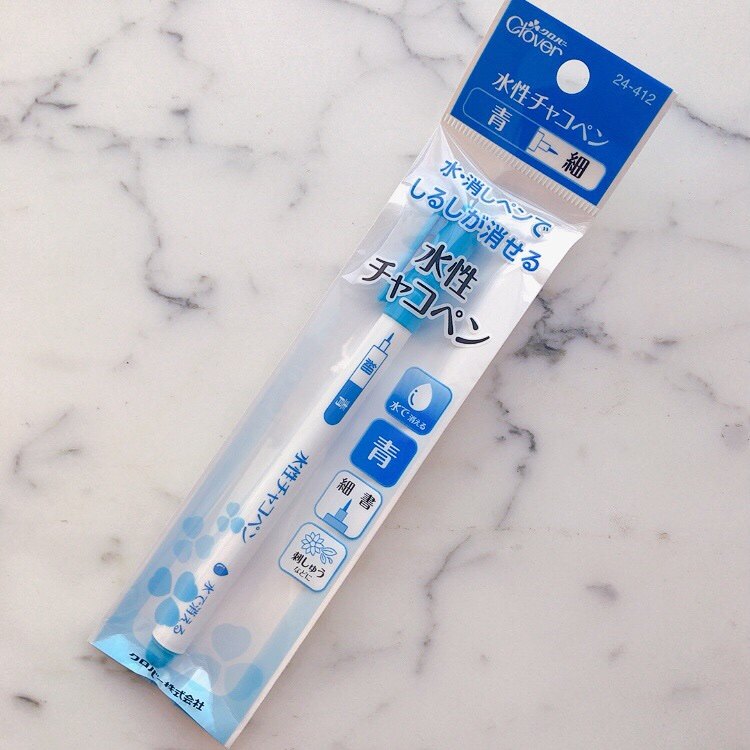 クロバー
Clover
24-412
水性チャコペン
青
細
水・消しペンで
しるしが消せる
水性
チャコペン
水で消える
青
細書
刺しゅう
などに
細
青
水性チャコペン
水で消える
クロバー株式会社